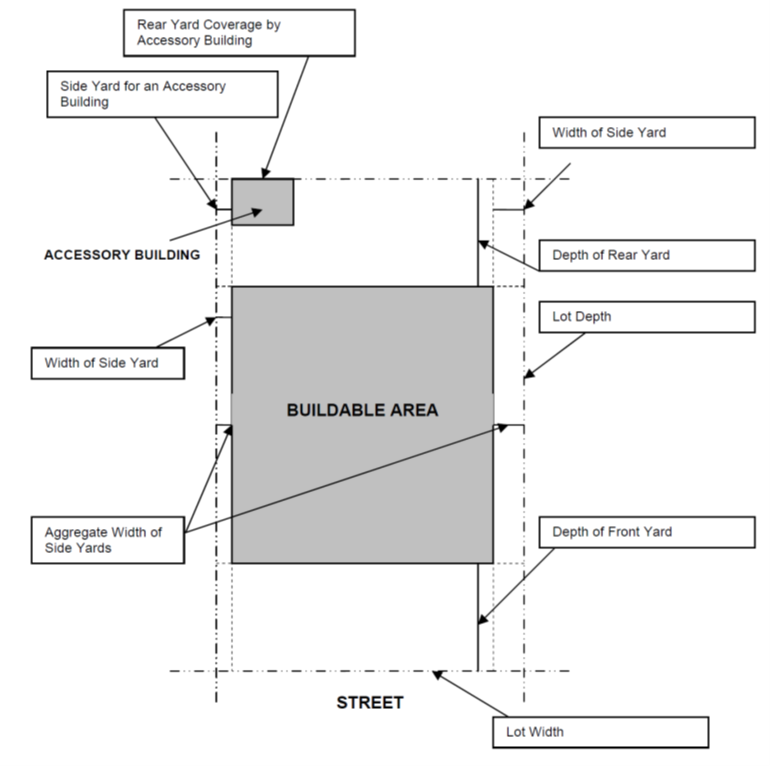 Rear Yard Coverage by
Accessory Building
Side Yard for an Accessory
Building
Width of Side Yard
ACCESSORY BUILDING
Depth of Rear Yard
Lot Depth
Width of Side Yard
BUILDABLE AREA
Aggregate Width of
Side Yards
Depth of Front Yard
STREET
Lot Width